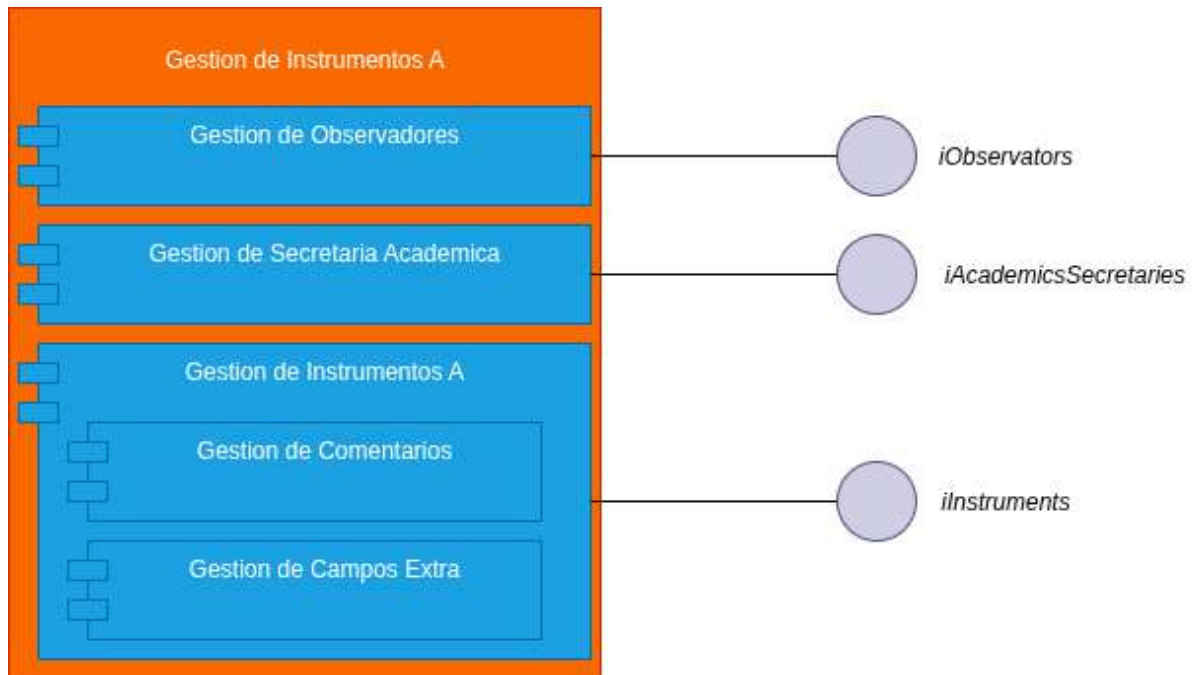 Gestion de Instrumentos A
Gestion de Observadores
iObservators
Gestion de Secretaria Academica
iAcademicsSecretaries
Gestion de Instrumentos A
Gestion de Comentarios
iInstruments
Gestion de Campos Extra